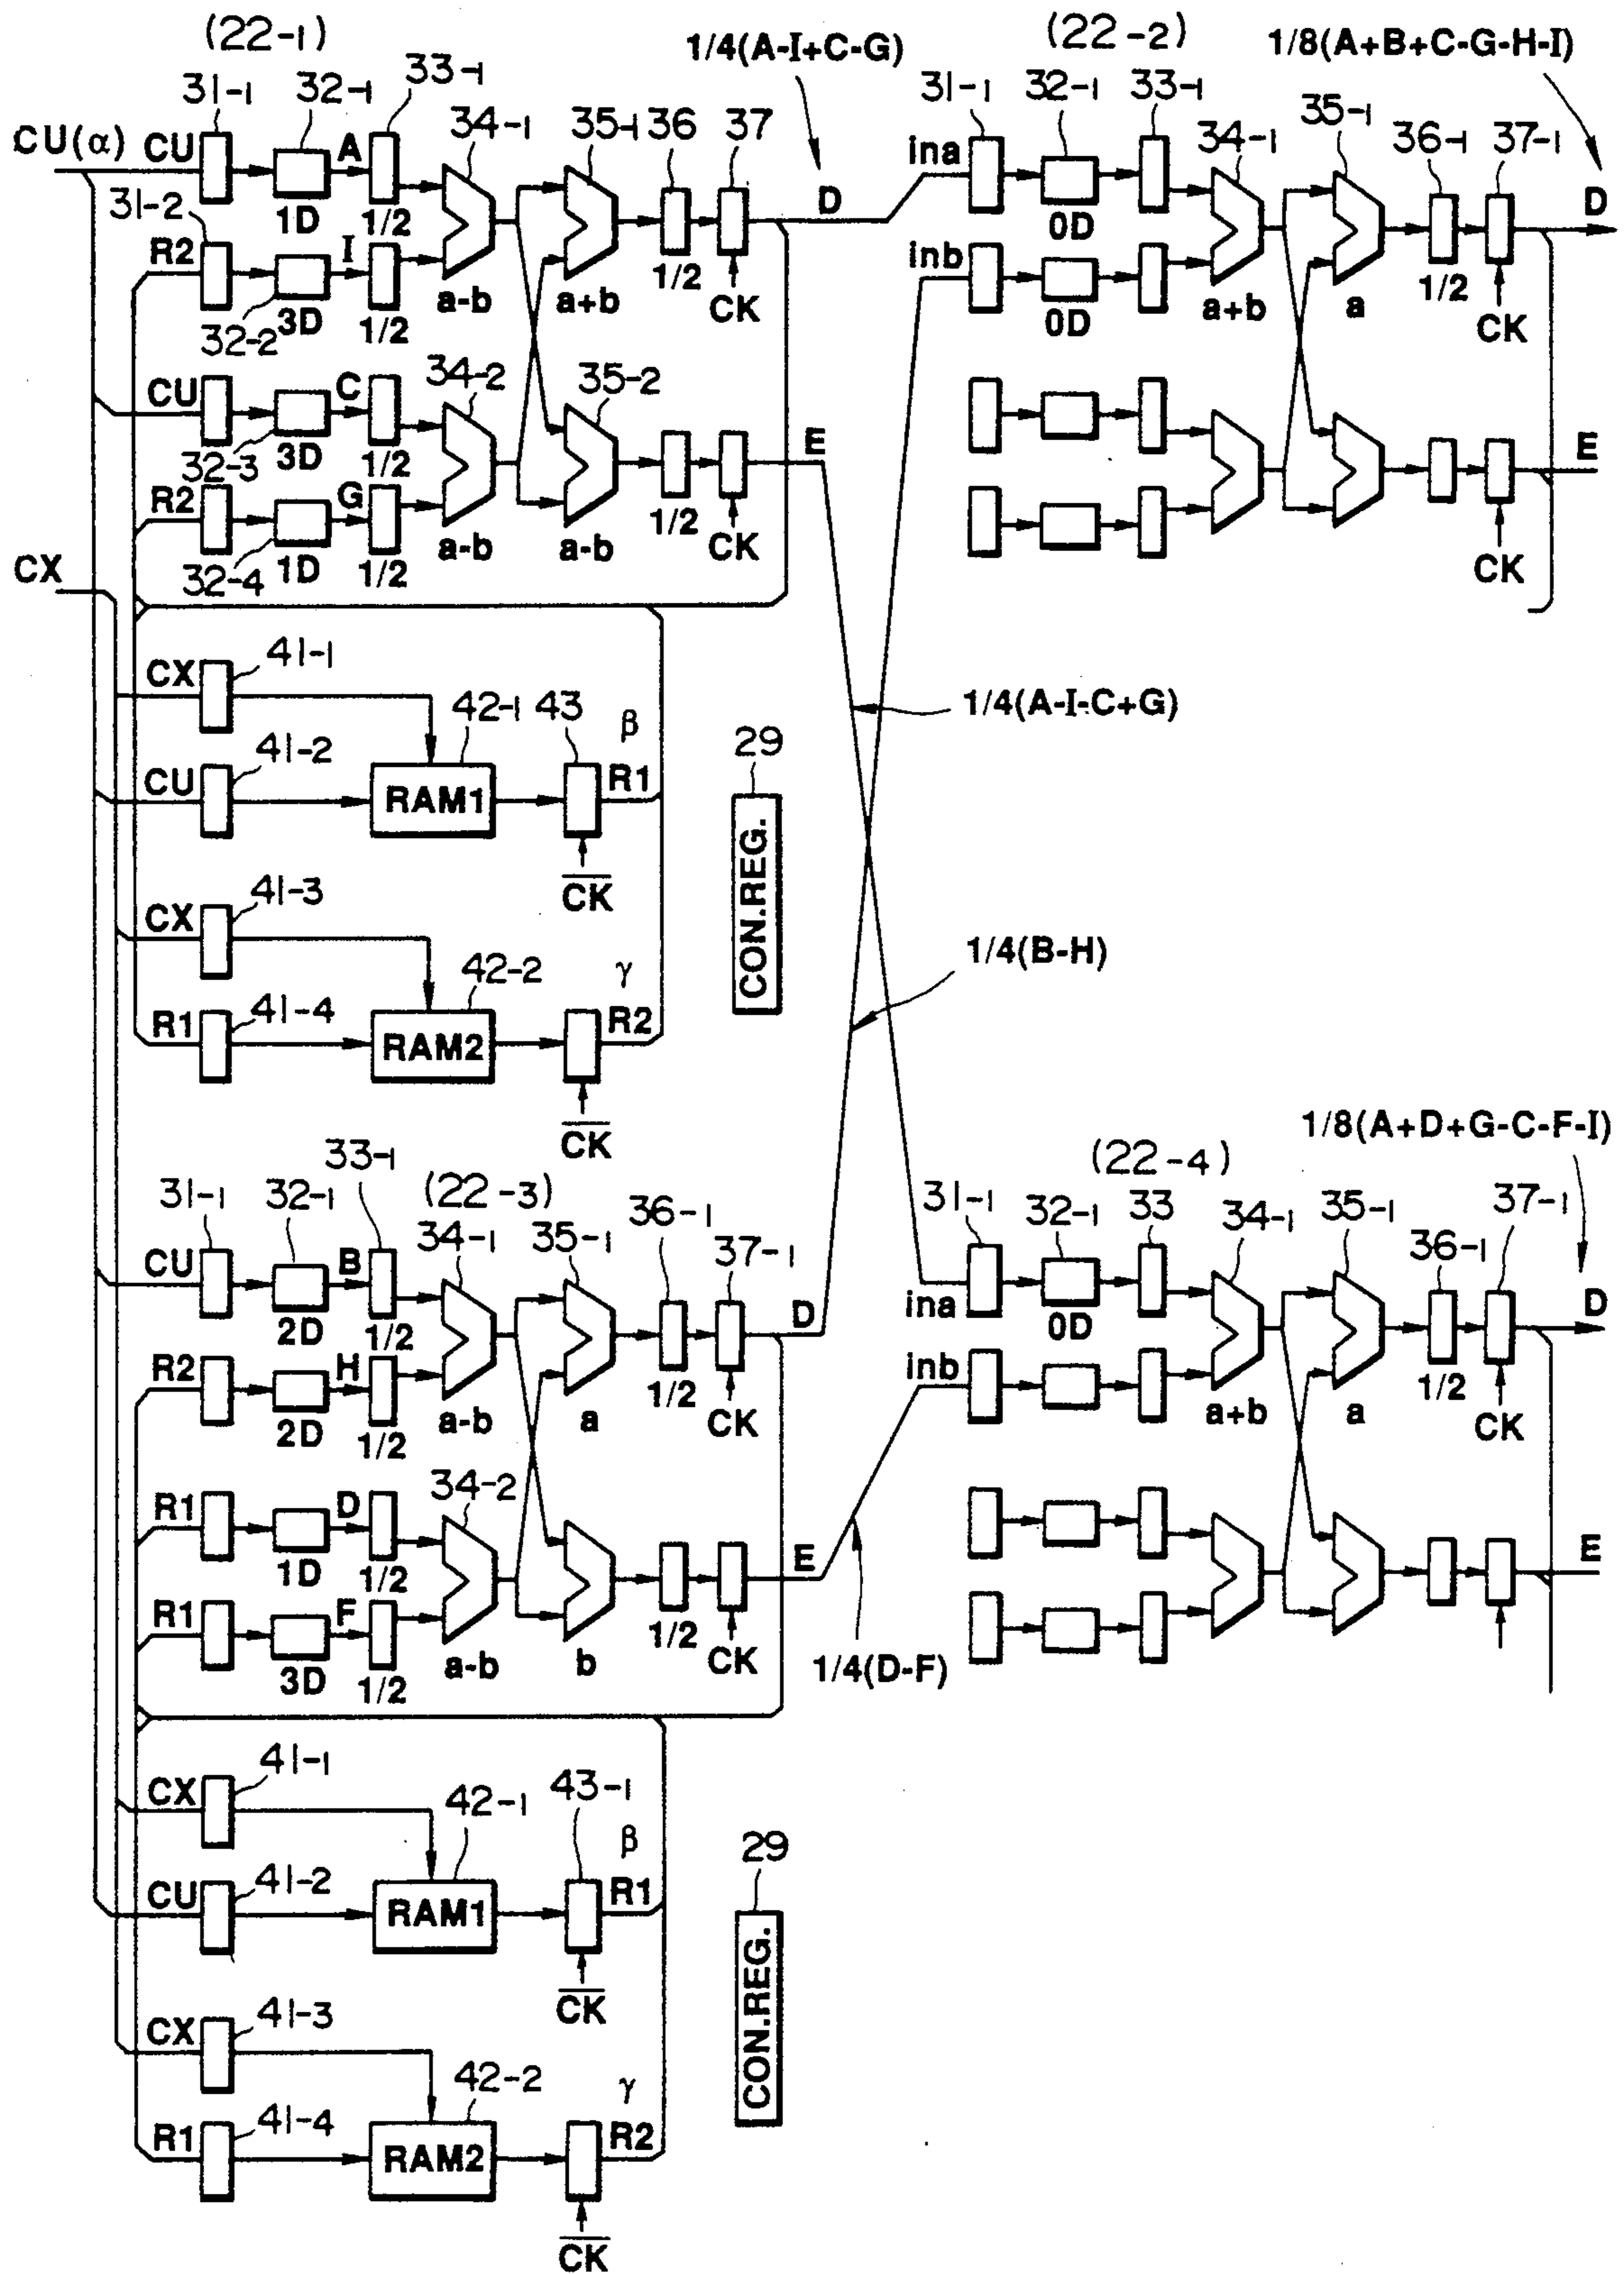 (22-1)
1/4(A-I+C-G)
(22-2)
1/8(A+B+C-G-H-I)
31-1
32-1
33-1
34-1
35-1
36
37
31-1
32-1
33-1
34-1
35-1
36-1
37-1
CU(α)
CU
A
D
ina
D
31-2
1D
1/2
0D
R2
I
inb
1/2
a-b
a+b
1/2
CK
a+b
a
1/2
CK
32-2
3D
0D
34-2
35-2
CU
C
E
E
32-3
3D
1/2
R2
G
1/2
CK
CK
32-4
1D
1/2
a-b
a-b
CX
CX
41-1
42-1
43
β
1/4(A-I-C+G)
29
CU
41-2
RAM1
R1
CON.REG.
CK
CX
41-3
42-2
γ
1/4(B-H)
R1
41-4
RAM2
R2
CK
1/8(A+D+G-C-F-I)
33-1
(22-3)
(22-4)
31-1
32-1
34-1
35-1
36-1
37-1
31-1
32-1
33
34-1
35-1
36-1
37-1
CU
B
D
ina
D
2D
1/2
0D
R2
H
inb
2D
1/2
a-b
a
1/2
CK
a+b
a
1/2
CK
34-2
R1
D
E
E
1D
1/2
R1
F
3D
1/2
a-b
b
1/2
CK
1/4(D-F)
CX
41-1
42-1
43-1
β
29
CU
41-2
RAM1
R1
CON.REG.
CK
CX
41-3
42-2
γ
R1
41-4
RAM2
R2
CK